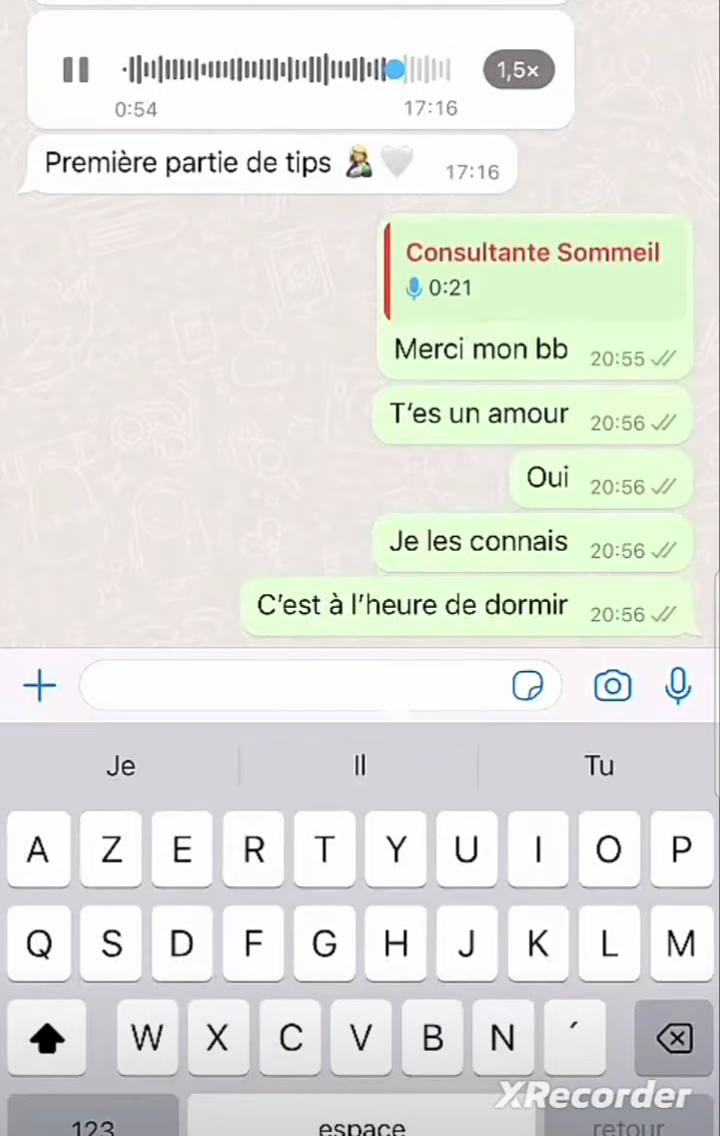 1,5×
0:54 17:16
Première partie de tips 🤱🏼🤍 17:16
Consultante Sommeil
0:21
Merci mon bb 20:55
T'es un amour 20:56
Oui 20:56
Je les connais 20:56
C'est à l'heure de dormir 20:56
Je Il Tu
A Z E R T Y U I O P
Q S D F G H J K L M
W X C V B N ´
XRecorder
123 espace retour